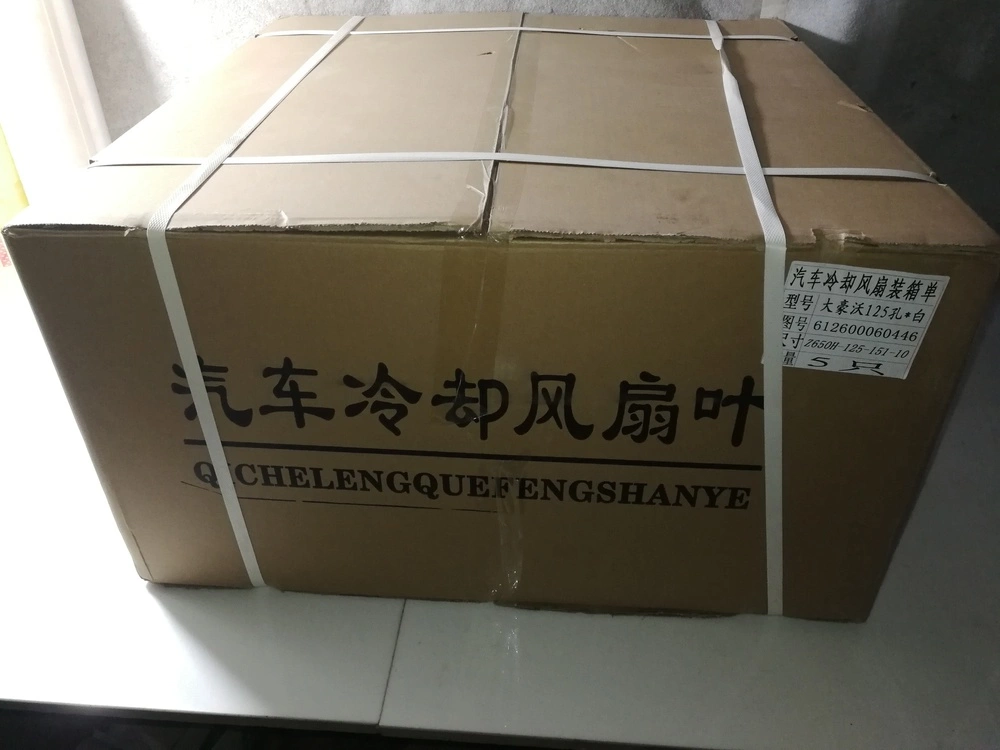 汽车冷却风扇装箱单
型号 大豪沃125孔*白
图号 612600060446
尺寸 Z650H-125-151-10
量 5只
汽车冷却风扇叶
QICHELENGQUEFENGSHANYE